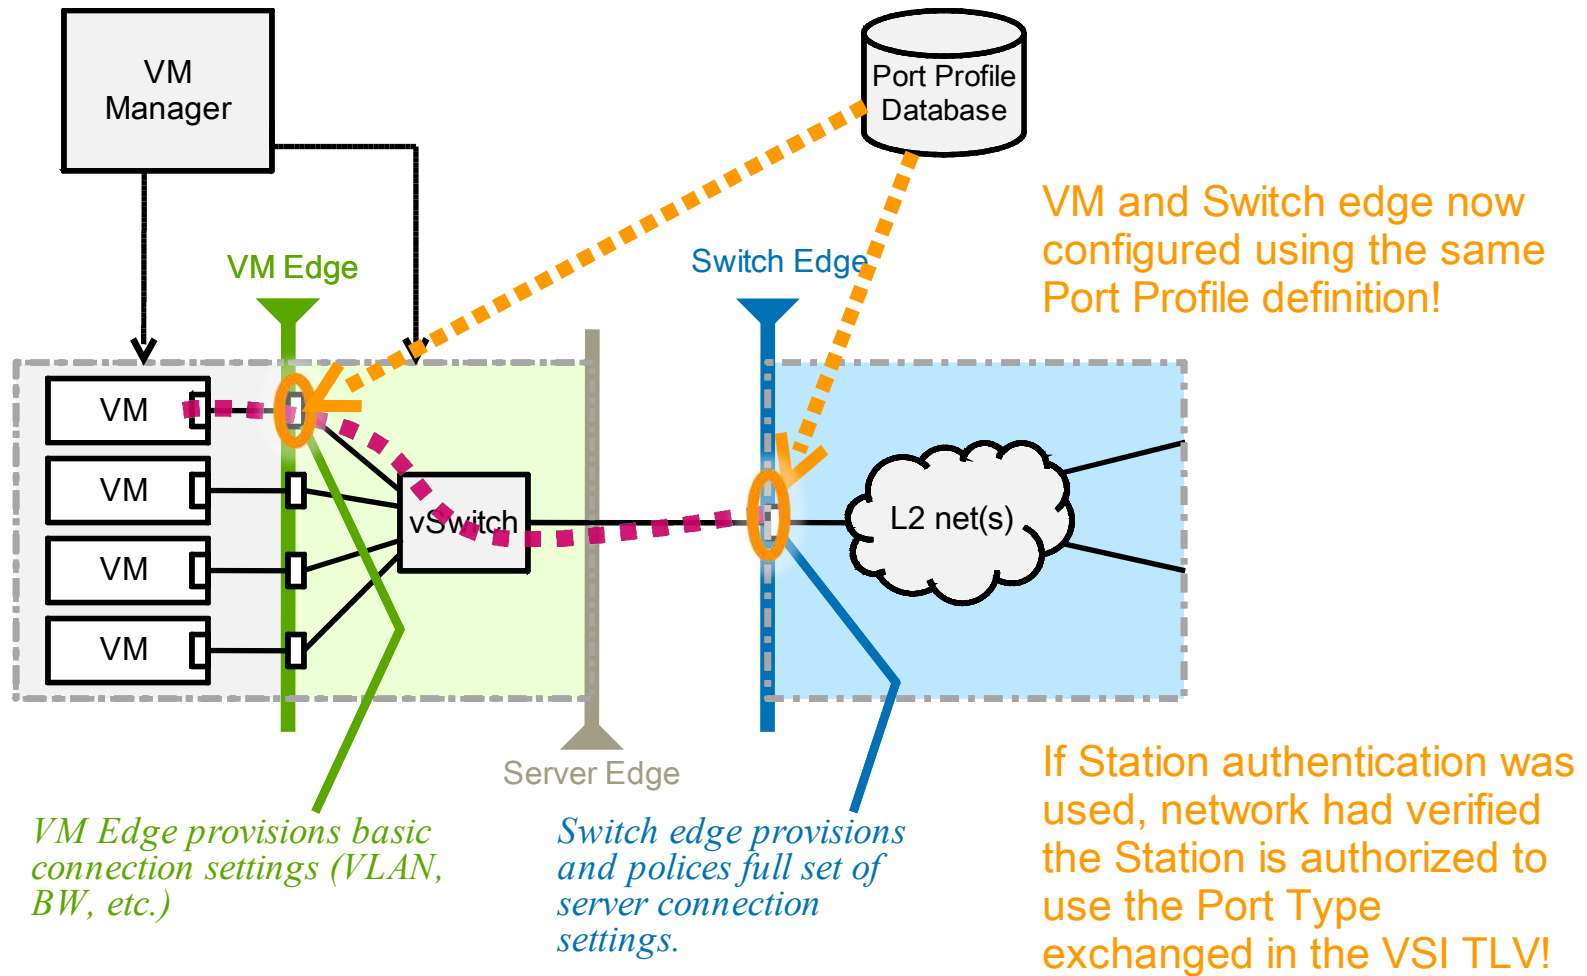 VM
Manager
Port Profile
Database
VM and Switch edge now
configured using the same
Port Profile definition!
VM Edge
Switch Edge
VM
VM
vSwitch
L2 net(s)
VM
VM
Server Edge
VM Edge provisions basic
connection settings (VLAN,
BW, etc.)
Switch edge provisions
and polices full set of
server connection
settings.
If Station authentication was
used, network had verified
the Station is authorized to
use the Port Type
exchanged in the VSI TLV!